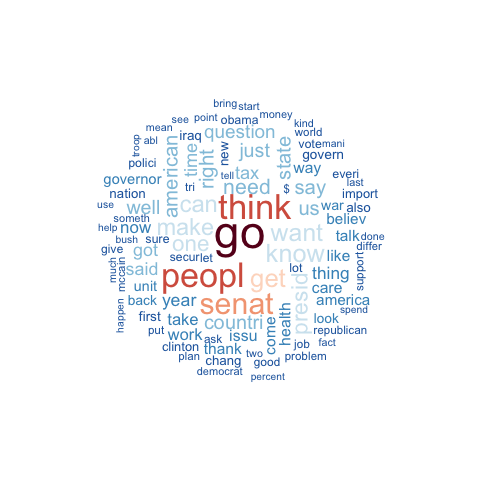 bring start
see point obama money kind
mean iraq question world
troop abl american time right new just state vote mani
polici tell tax way govern
governor tri need $ say everi last
nation well can think us war import
use someth now make go want believ also
help bush sure one know talk done differ
give got securlet like support
much mccain said peopl get lot thing
unit senat presid care
happen back year america spend
first take countri come health look
put work issu republican
clinton ask thank two good job fact
plan chang problem
democrat percent